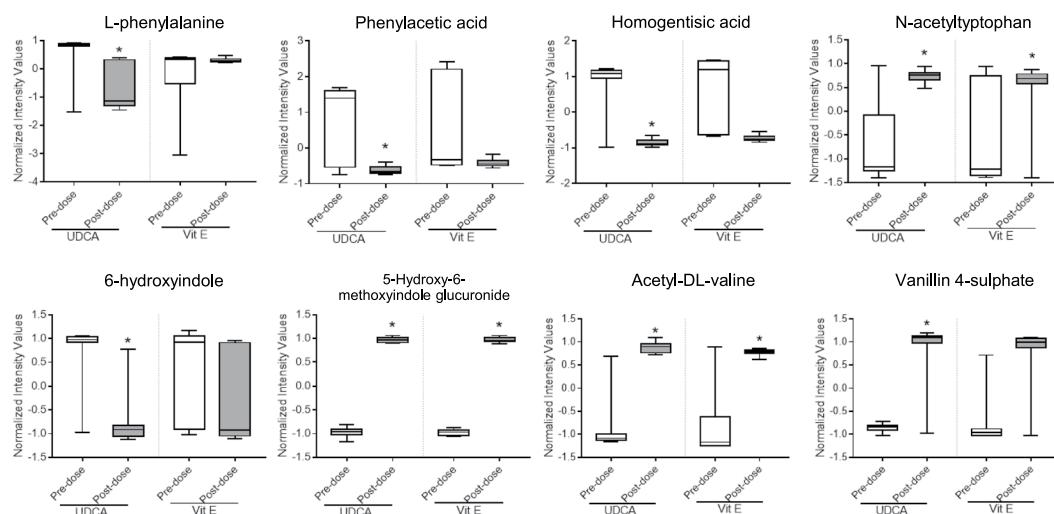 L-phenylalanine
Normalized Intensity Values
2
1
0
-1
-2
-3
-4
*
Pre-dose
Post-dose
Pre-dose
Post-dose
UDCA
Vit E
Phenylacetic acid
Normalized Intensity Values
3
2
1
0
-1
*
Pre-dose
Post-dose
Pre-dose
Post-dose
UDCA
Vit E
Homogentisic acid
Normalized Intensity Values
2
1
0
-1
-2
*
Pre-dose
Post-dose
Pre-dose
Post-dose
UDCA
Vit E
N-acetyltyptophan
Normalized Intensity Values
1.5
1.0
0.5
0.0
-0.5
-1.0
-1.5
*
*
Pre-dose
Post-dose
Pre-dose
Post-dose
UDCA
Vit E
6-hydroxyindole
Normalized Intensity Values
1.5
1.0
0.5
0.0
-0.5
-1.0
-1.5
*
Pre-dose
Post-dose
Pre-dose
Post-dose
UDCA
Vit E
5-Hydroxy-6-
methoxyindole glucuronide
Normalized Intensity Values
1.5
1.0
0.5
0.0
-0.5
-1.0
-1.5
*
*
Pre-dose
Post-dose
Pre-dose
Post-dose
UDCA
Vit E
Acetyl-DL-valine
Normalized Intensity Values
1.5
1.0
0.5
0.0
-0.5
-1.0
-1.5
*
*
Pre-dose
Post-dose
Pre-dose
Post-dose
UDCA
Vit E
Vanillin 4-sulphate
Normalized Intensity Values
1.5
1.0
0.5
0.0
-0.5
-1.0
-1.5
*
Pre-dose
Post-dose
Pre-dose
Post-dose
UDCA
Vit E